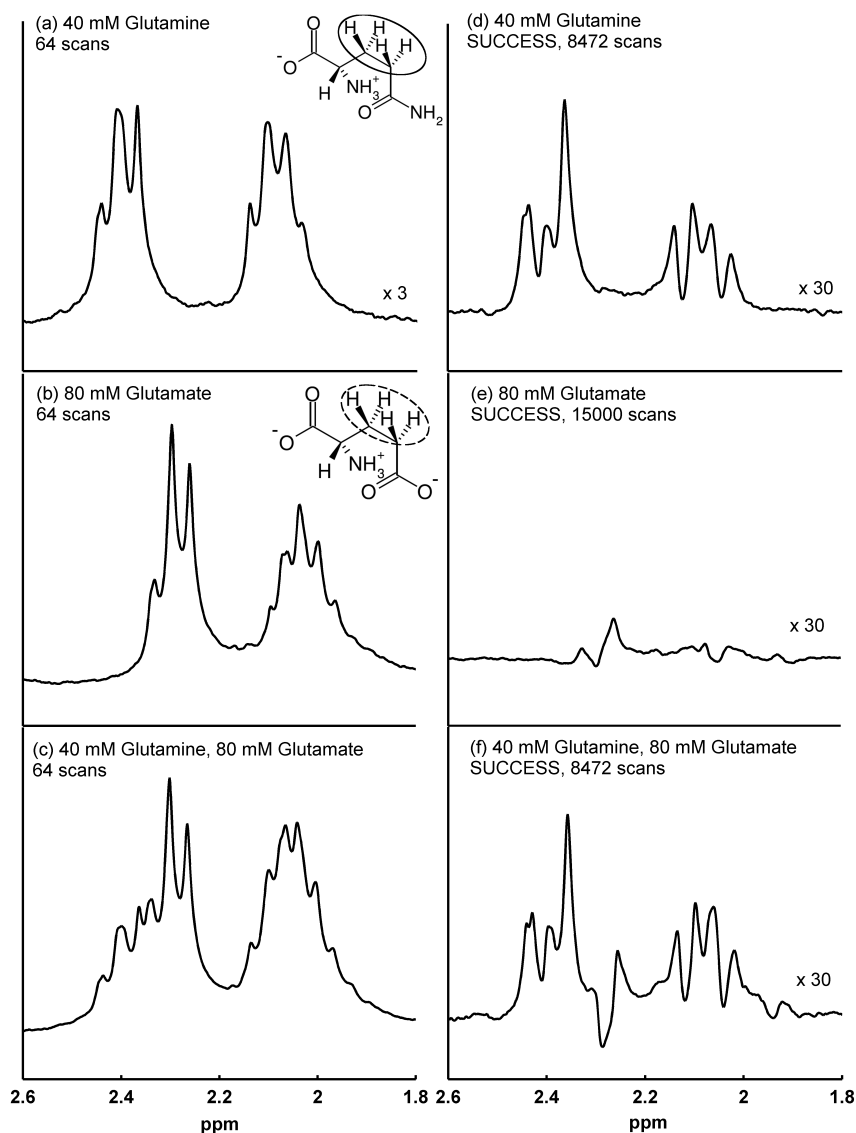 (a) 40 mM Glutamine
64 scans
O
-O
H H
H H
H NH3+
O NH2
x 3
(d) 40 mM Glutamine
SUCCESS, 8472 scans
x 30
(b) 80 mM Glutamate
64 scans
O
-O
H H
H H
H NH3+
O O-
(e) 80 mM Glutamate
SUCCESS, 15000 scans
x 30
(c) 40 mM Glutamine, 80 mM Glutamate
64 scans
(f) 40 mM Glutamine, 80 mM Glutamate
SUCCESS, 8472 scans
x 30
2.6 2.4 2.2 2 1.8
ppm
2.6 2.4 2.2 2 1.8
ppm